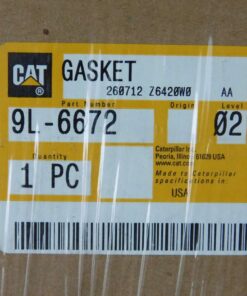 CAT
®
GASKET
260712 Z6420W0 AA
Part Number Origin Level
9L-6672 02
Quantity
1 PC
Caterpillar Inc.
Peoria, Illinois 61629 USA
www.cat.com
Made to Caterpillar
specifications in
USA